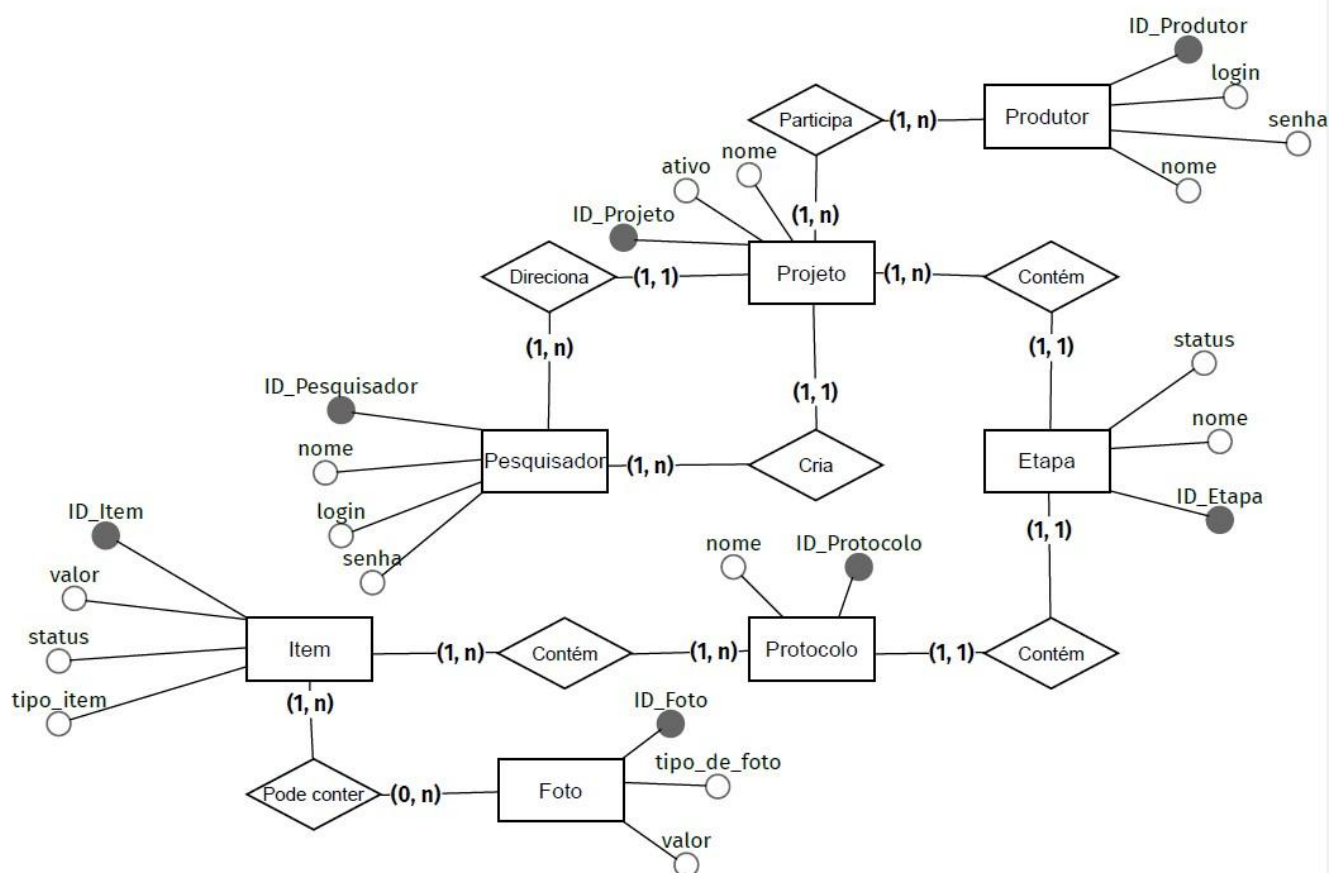 ID_Produtor
login
Participa
(1, n)
Produtor
senha
nome
ativo
nome
ID_Projeto
(1, n)
Direciona
(1, 1)
Projeto
(1, n)
Contém
(1, n)
(1, 1)
status
ID_Pesquisador
(1, 1)
nome
nome
Pesquisador
(1, n)
Cria
Etapa
ID_Etapa
login
ID_Item
(1, 1)
senha
nome
ID_Protocolo
valor
status
Item
(1, n)
Contém
(1, n)
Protocolo
(1, 1)
Contém
tipo_item
(1, n)
ID_Foto
tipo_de_foto
Pode conter
(0, n)
Foto
valor